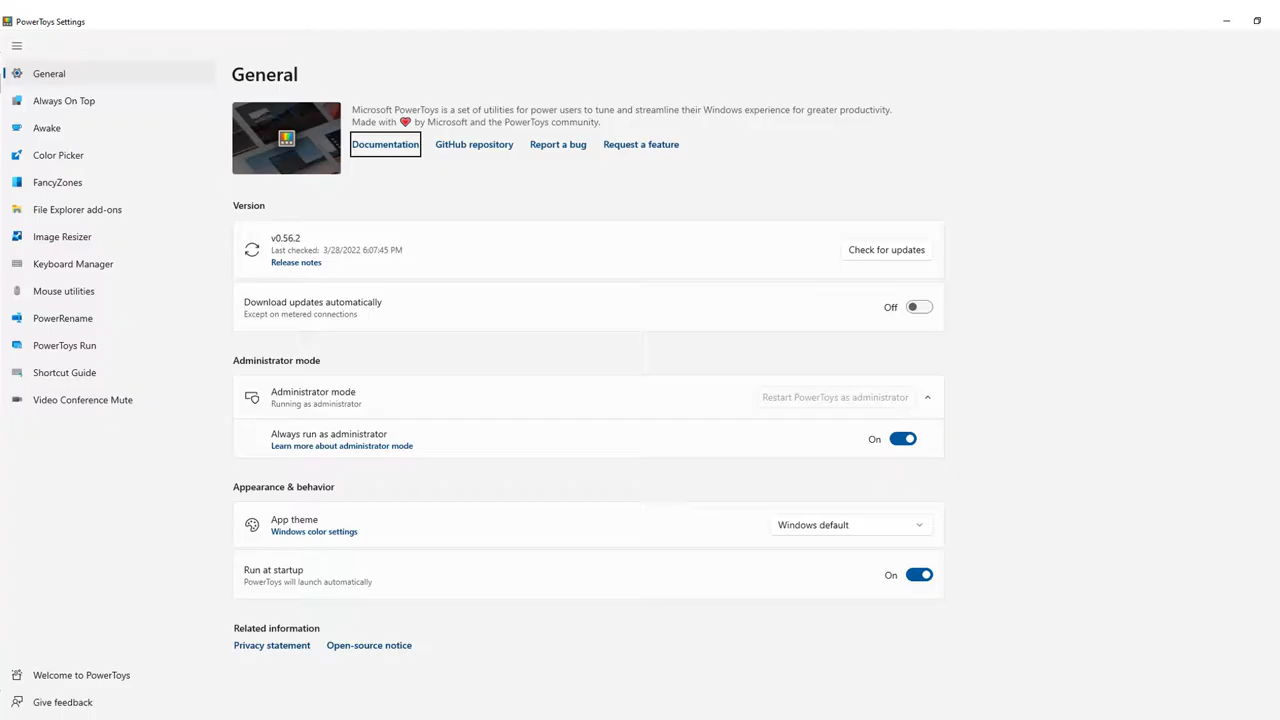 PowerToys Settings
General
Always On Top
Awake
Color Picker
FancyZones
File Explorer add-ons
Image Resizer
Keyboard Manager
Mouse utilities
PowerRename
PowerToys Run
Shortcut Guide
Video Conference Mute
Welcome to PowerToys
Give feedback
General
Microsoft PowerToys is a set of utilities for power users to tune and streamline their Windows experience for greater productivity.
Made with ❤ by Microsoft and the PowerToys community.
Documentation GitHub repository Report a bug Request a feature
Version
v0.56.2
Last checked: 3/28/2022 6:07:45 PM
Release notes
Check for updates
Download updates automatically
Except on metered connections
Off
Administrator mode
Administrator mode
Running as administrator
Restart PowerToys as administrator
Always run as administrator
Learn more about administrator mode
On
Appearance & behavior
App theme
Windows color settings
Windows default
Run at startup
PowerToys will launch automatically
On
Related information
Privacy statement Open-source notice